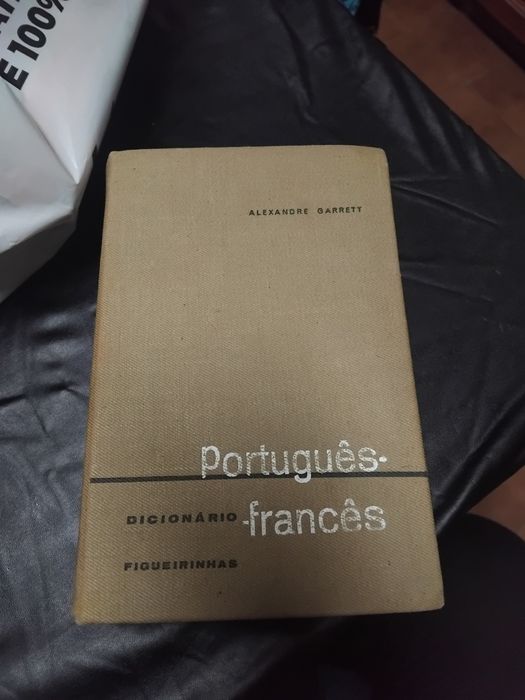 E 100%
ALEXANDRE GARRETT
Português-
DICIONÁRIO -francês
FIGUEIRINHAS